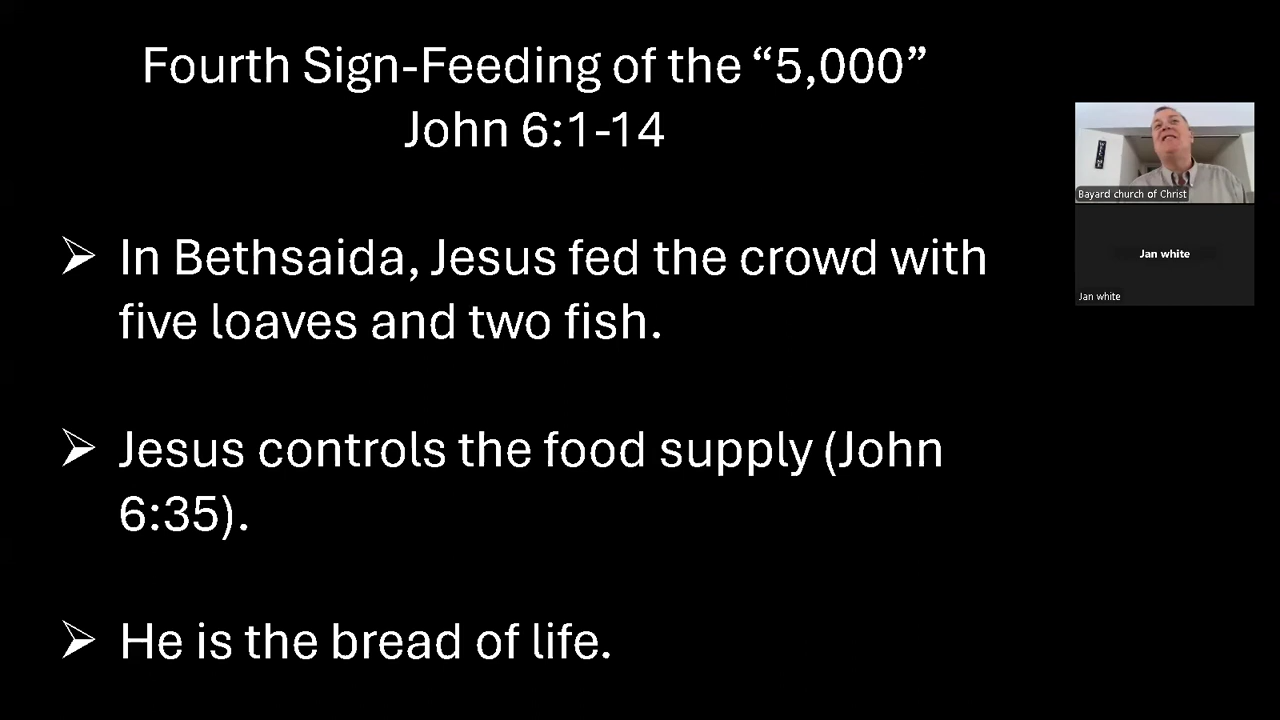 Fourth Sign-Feeding of the “5,000”
John 6:1-14
➢ In Bethsaida, Jesus fed the crowd with
five loaves and two fish.
➢ Jesus controls the food supply (John
6:35).
➢ He is the bread of life.
Bayard church of Christ
Jan white
Jan white